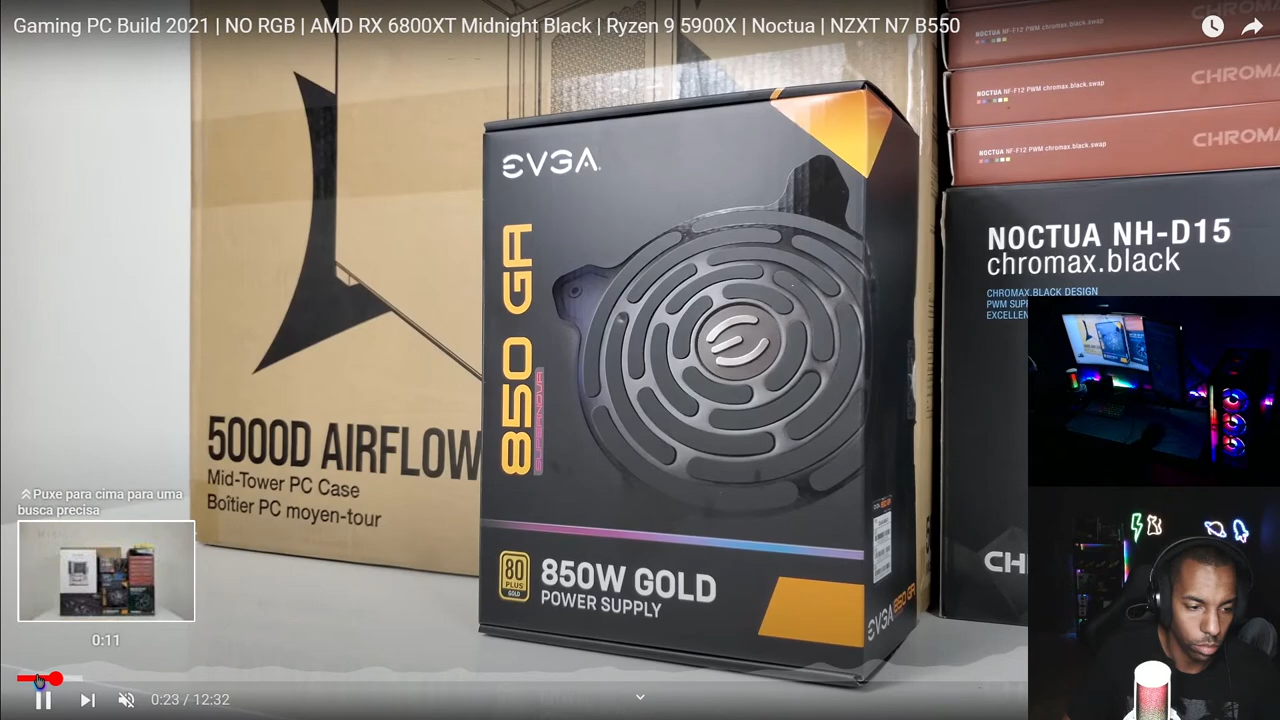 Gaming PC Build 2021 | NO RGB | AMD RX 6800XT Midnight Black | Ryzen 9 5900X | Noctua | NZXT N7 B550
NOCTUA NF-F12 PWM chromax.black.swap
CHROMA
NOCTUA NF-F12 PWM chromax.black.swap
CHROMA
NOCTUA NF-F12 PWM chromax.black.swap
CHROMA
EVGA
850 GA
SUPERNOVA
NOCTUA NH-D15
chromax.black
CHROMAX.BLACK DESIGN
PWM SUP
EXCELLEN
5000D AIRFLOW
Mid-Tower PC Case
Boîtier PC moyen-tour
80
PLUS
GOLD
850W GOLD
POWER SUPPLY
EVGA 850 GA
CH
Puxe para cima para uma
busca precisa
0:11
0:23 / 12:32